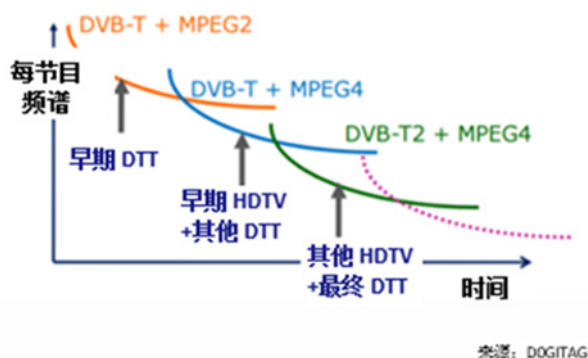 DVB-T + MPEG2
每节目
频谱
DVB-T + MPEG4
DVB-T2 + MPEG4
早期 DTT
早期 HDTV
+其他 DTT
其他 HDTV
+最终 DTT
时间
来源: DOGITAG